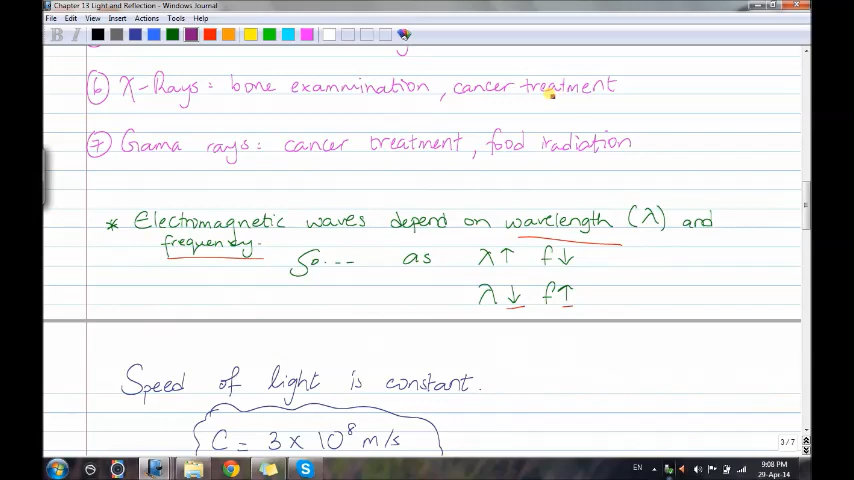 Chapter 13 Light and Reflection - Windows Journal
File Edit View Insert Actions Tools Help
B I
6 X-Rays: bone exammination, cancer treatment
7 Gama rays: cancer treatment, food iradiation
* Electromagnetic waves depend on wavelength (λ) and
frequency.
So... as λ↑ f↓
λ↓ f↑
Speed of light is constant.
C = 3 x 10⁸ m/s
3 / 7
EN
9:08 PM
29-Apr-14